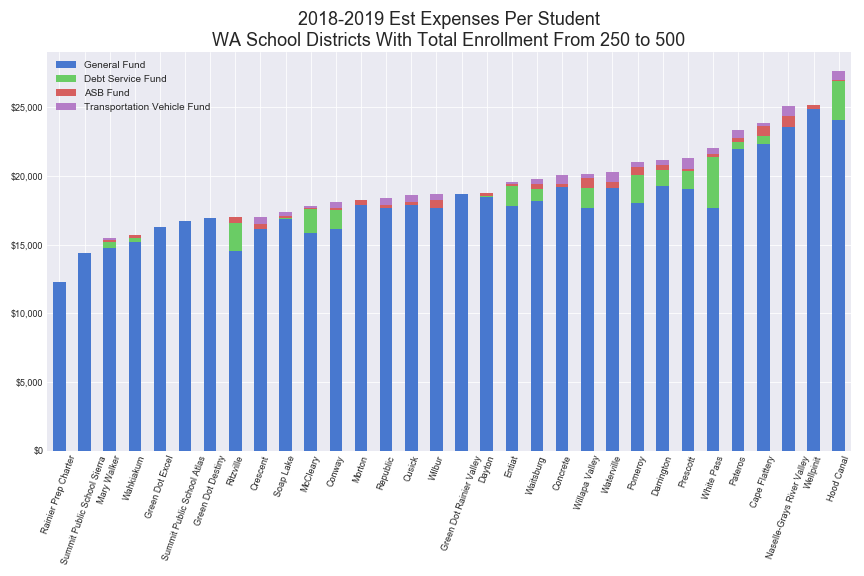 2018-2019 Est Expenses Per Student
WA School Districts With Total Enrollment From 250 to 500
General Fund
Debt Service Fund
ASB Fund
Transportation Vehicle Fund
$25,000
$20,000
$15,000
$10,000
$5,000
$0
Rainier Prep Charter
Summit Public School Sierra
Mary Walker
Wahkiakum
Green Dot Excel
Summit Public School Atlas
Green Dot Destiny
Ritzville
Crescent
Soap Lake
McCleary
Conway
Morton
Republic
Cusick
Wilbur
Green Dot Rainier Valley
Dayton
Entiat
Waitsburg
Concrete
Willapa Valley
Waterville
Pomeroy
Darrington
Prescott
White Pass
Pateros
Cape Flattery
Naselle-Grays River Valley
Wellpinit
Hood Canal